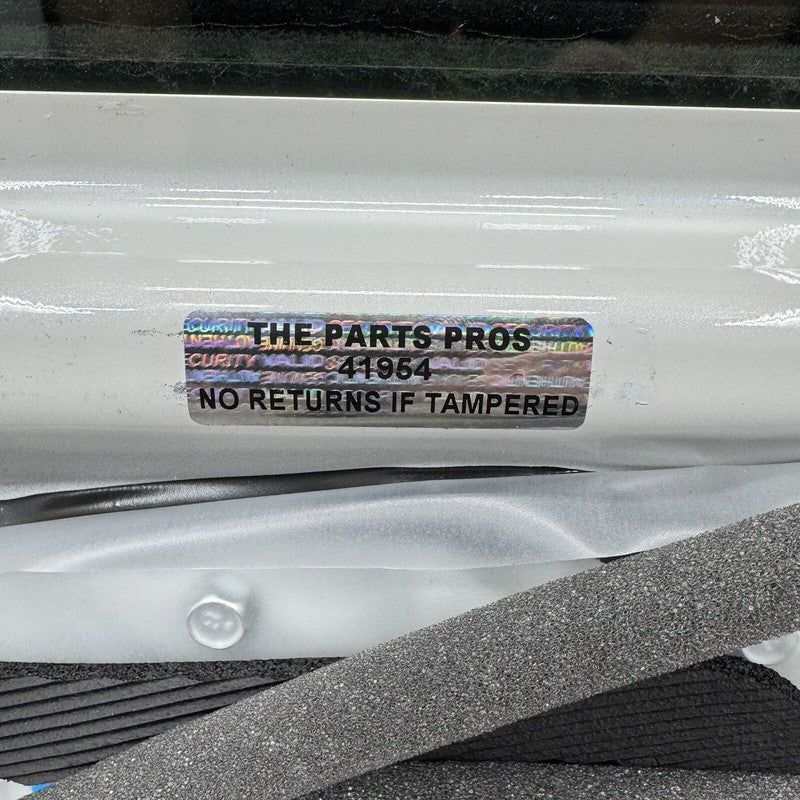 THE PARTS PROS
41954
NO RETURNS IF TAMPERED